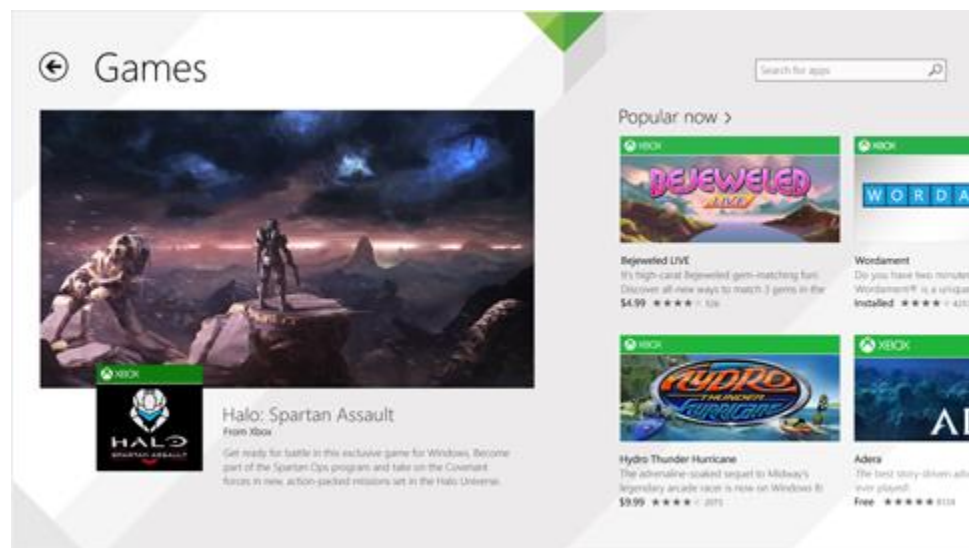 Games
Search for apps
XBOX
HALO
SPARTAN ASSAULT
Halo: Spartan Assault
From Xbox
Get ready for battle in this exclusive game for Windows. Become
part of the Spartan Ops program and take on the Covenant
forces in new, action-packed missions set in the Halo Universe.
Popular now >
XBOX
BEJEWELED
LIVE
Bejeweled LIVE
It's high-carat Bejeweled gem-matching fun!
Discover all-new ways to match 3 gems in the
$4.99
XBOX
WORDA
Wordament
Do you have two minutes
Wordament® is a unique
Installed
XBOX
HYDRO
THUNDER
HURRICANE
Hydro Thunder Hurricane
The adrenaline-soaked sequel to Midway's
legendary arcade racer is now on Windows 8!
$9.99
XBOX
Adera
The best story-driven
ever played!
Free